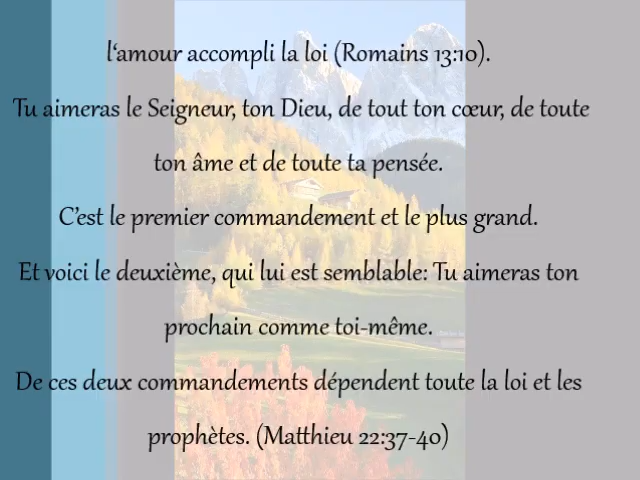 l‘amour accompli la loi (Romains 13:10).
Tu aimeras le Seigneur, ton Dieu, de tout ton cœur, de toute
ton âme et de toute ta pensée.
C’est le premier commandement et le plus grand.
Et voici le deuxième, qui lui est semblable: Tu aimeras ton
prochain comme toi-même.
De ces deux commandements dépendent toute la loi et les
prophètes. (Matthieu 22:37-40)